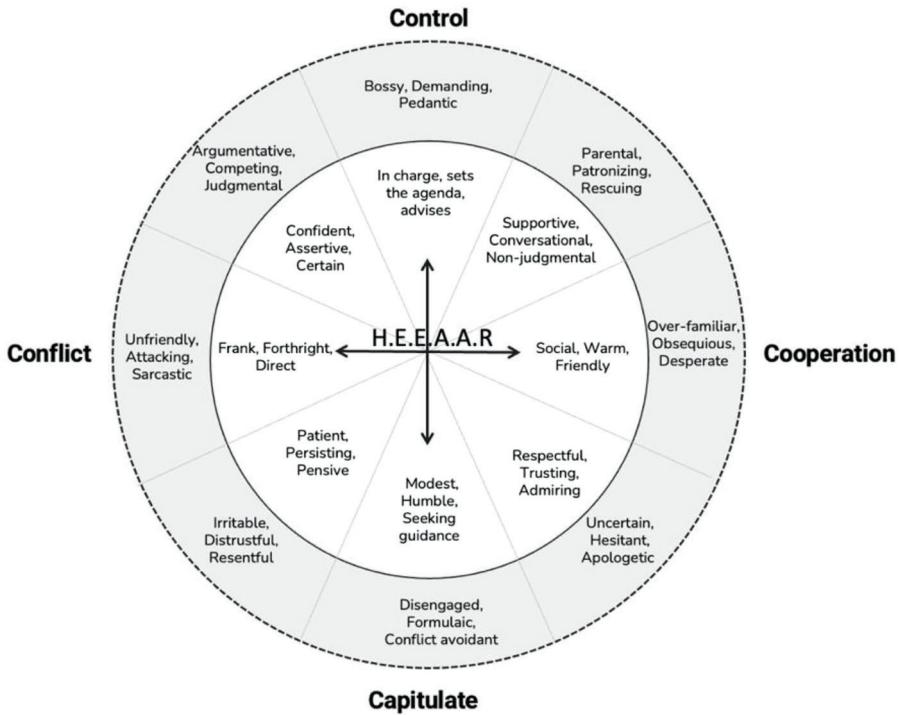 Control
Bossy, Demanding,
Pedantic
Argumentative,
Competing,
Judgmental
Parental,
Patronizing,
Rescuing
In charge, sets
the agenda,
advises
Confident,
Assertive,
Certain
Supportive,
Conversational,
Non-judgmental
Conflict
Unfriendly,
Attacking,
Sarcastic
Frank, Forthright,
Direct
H.E.E.A.A.R
Social, Warm,
Friendly
Over-familiar,
Obsequious,
Desperate
Cooperation
Patient,
Persisting,
Pensive
Respectful,
Trusting,
Admiring
Modest,
Humble,
Seeking
guidance
Irritable,
Distrustful,
Resentful
Uncertain,
Hesitant,
Apologetic
Disengaged,
Formulaic,
Conflict avoidant
Capitulate